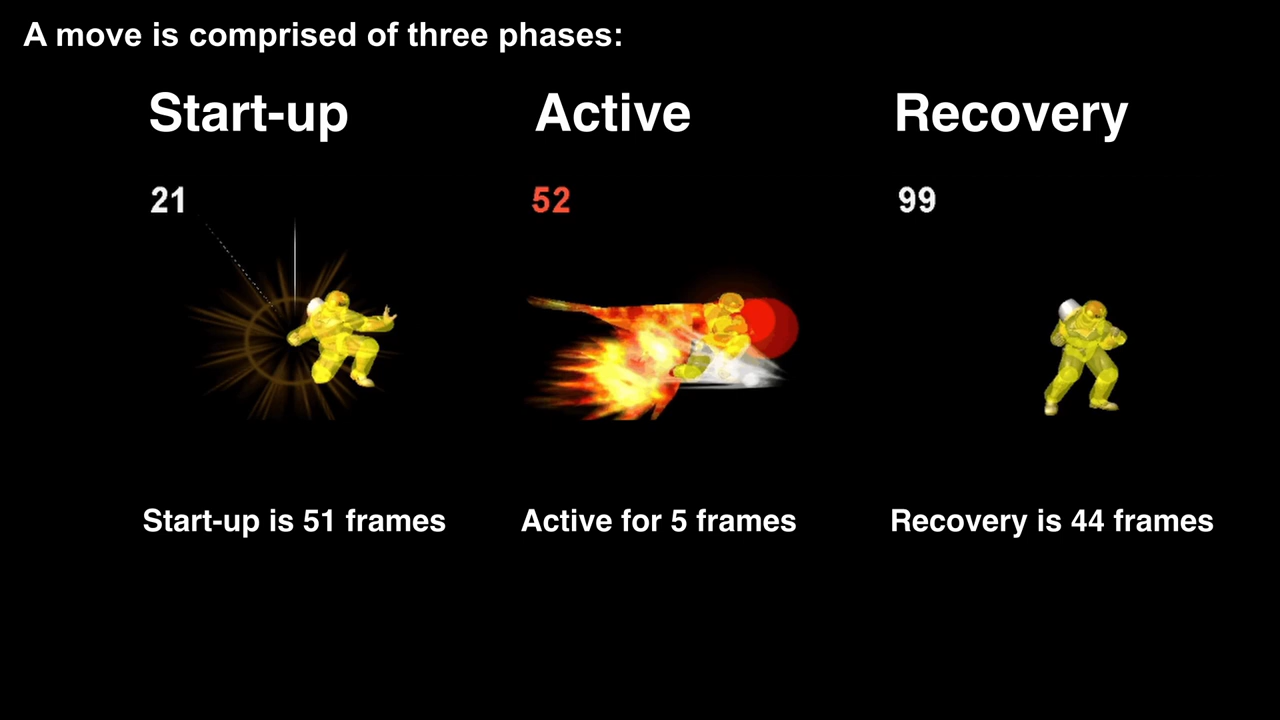 A move is comprised of three phases:
Start-up Active Recovery
21 52 99
Start-up is 51 frames Active for 5 frames Recovery is 44 frames